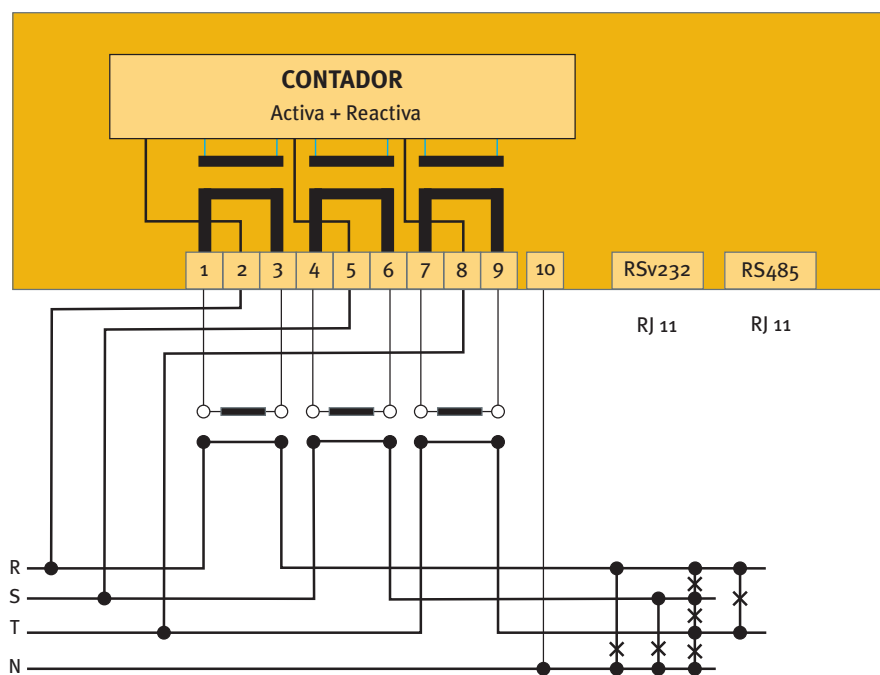 CONTADOR
Activa + Reactiva
1 2 3 4 5 6 7 8 9 10 RSv232 RS485
RJ 11 RJ 11
R
S
T
N